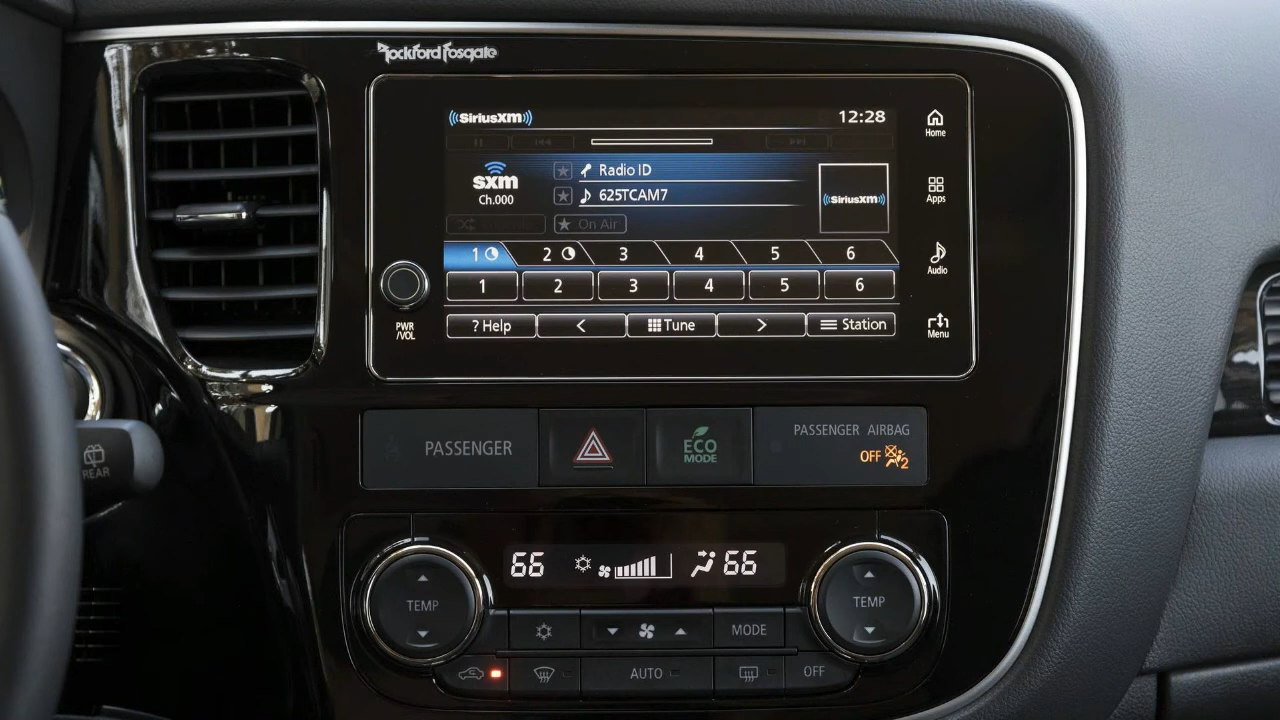 Rockford Fosgate
SiriusXM
12:28
Home
sxm
Ch.000
Radio ID
625TCAM7
SiriusXM
Apps
On Air
1 2 3 4 5 6
1 2 3 4 5 6
Audio
? Help < Tune > Station
Menu
PWR
/VOL
REAR
PASSENGER
ECO
MODE
PASSENGER AIRBAG
OFF 2
66 66
TEMP
TEMP
MODE
AUTO
OFF